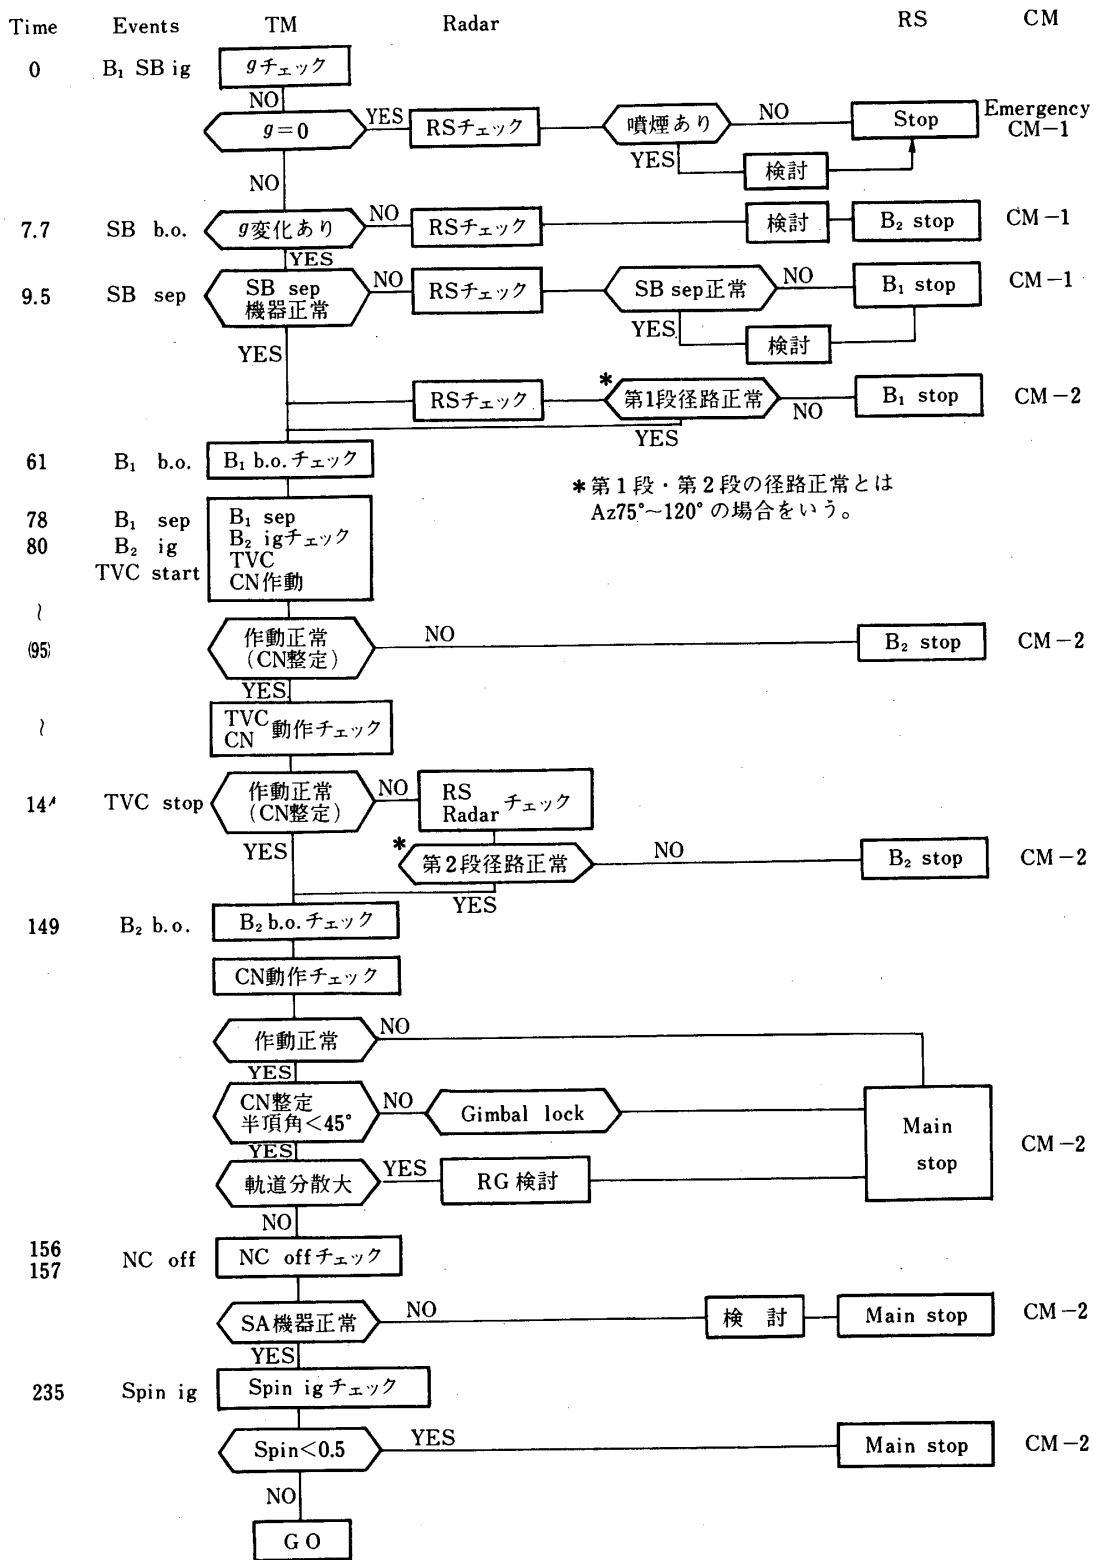 Time Events TM Radar RS CM
0 B₁ SB ig gチェック
NO
g=0 YES RSチェック 噴煙あり NO Stop Emergency
CM-1
YES 検討
NO
7.7 SB b.o. g変化あり NO RSチェック 検討 B₂ stop CM-1
YES
9.5 SB sep SB sep NO RSチェック SB sep正常 NO B₁ stop CM-1
機器正常
YES 検討
YES
RSチェック *第1段径路正常 NO B₁ stop CM-2
YES
61 B₁ b.o. B₁ b.o.チェック
*第1段・第2段の径路正常とは
Az75°~120°の場合をいう。
78 B₁ sep B₁ sep
80 B₂ ig B₂ igチェック
TVC start TVC
CN作動
~
(95) 作動正常 NO B₂ stop CM-2
(CN整定)
YES
~ TVC 動作チェック
CN
14 TVC stop 作動正常 NO RS チェック
(CN整定) Radar
YES *第2段径路正常 NO B₂ stop CM-2
YES
149 B₂ b.o. B₂ b.o.チェック
CN動作チェック
作動正常 NO
YES
CN整定 NO Gimbal lock Main
半頂角<45° stop CM-2
YES
軌道分散大 YES RG検討
NO
156
157 NC off NC offチェック
SA機器正常 NO 検 討 Main stop CM-2
YES
235 Spin ig Spin igチェック
Spin<0.5 YES Main stop CM-2
NO
GO